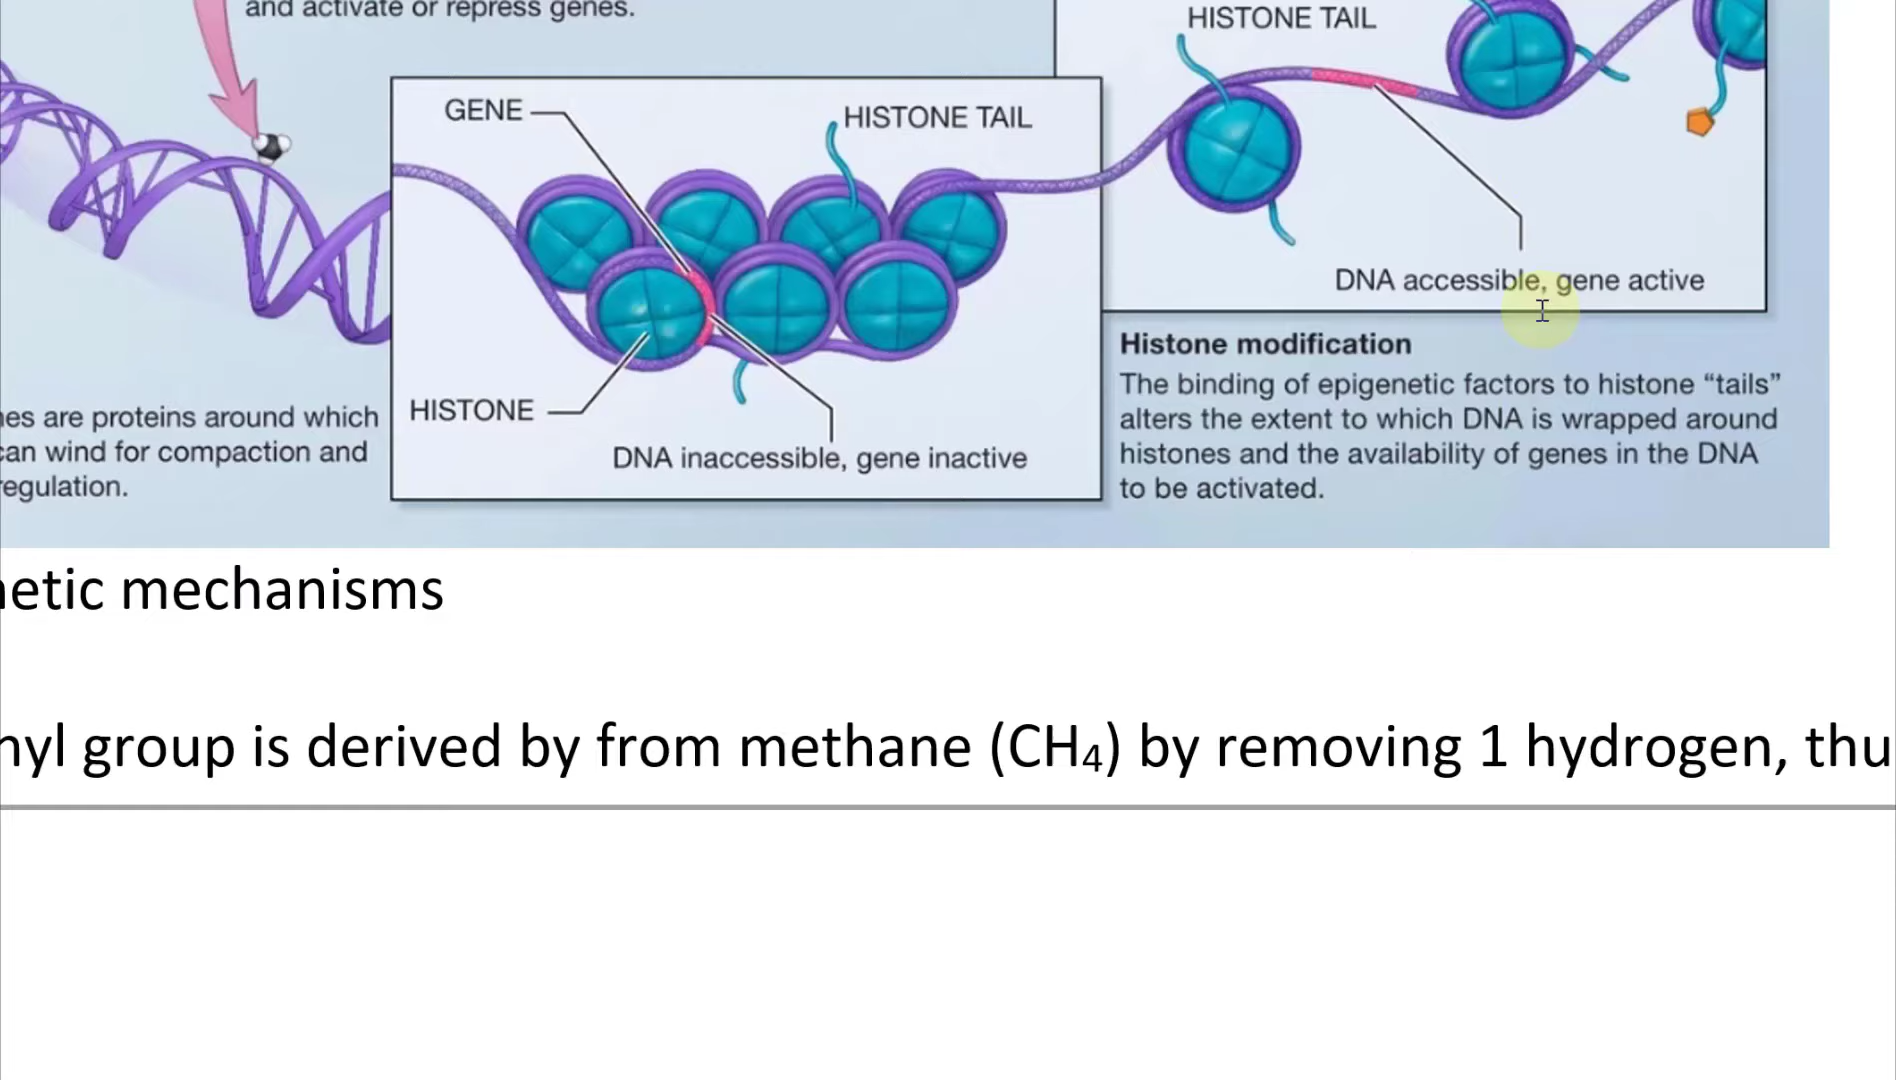 and activate or repress genes.
HISTONE TAIL
GENE
HISTONE TAIL
DNA accessible, gene active
HISTONE
DNA inaccessible, gene inactive
es are proteins around which
can wind for compaction and
egulation.
Histone modification
The binding of epigenetic factors to histone “tails”
alters the extent to which DNA is wrapped around
histones and the availability of genes in the DNA
to be activated.
netic mechanisms
hyl group is derived by from methane (CH₄) by removing 1 hydrogen, thu